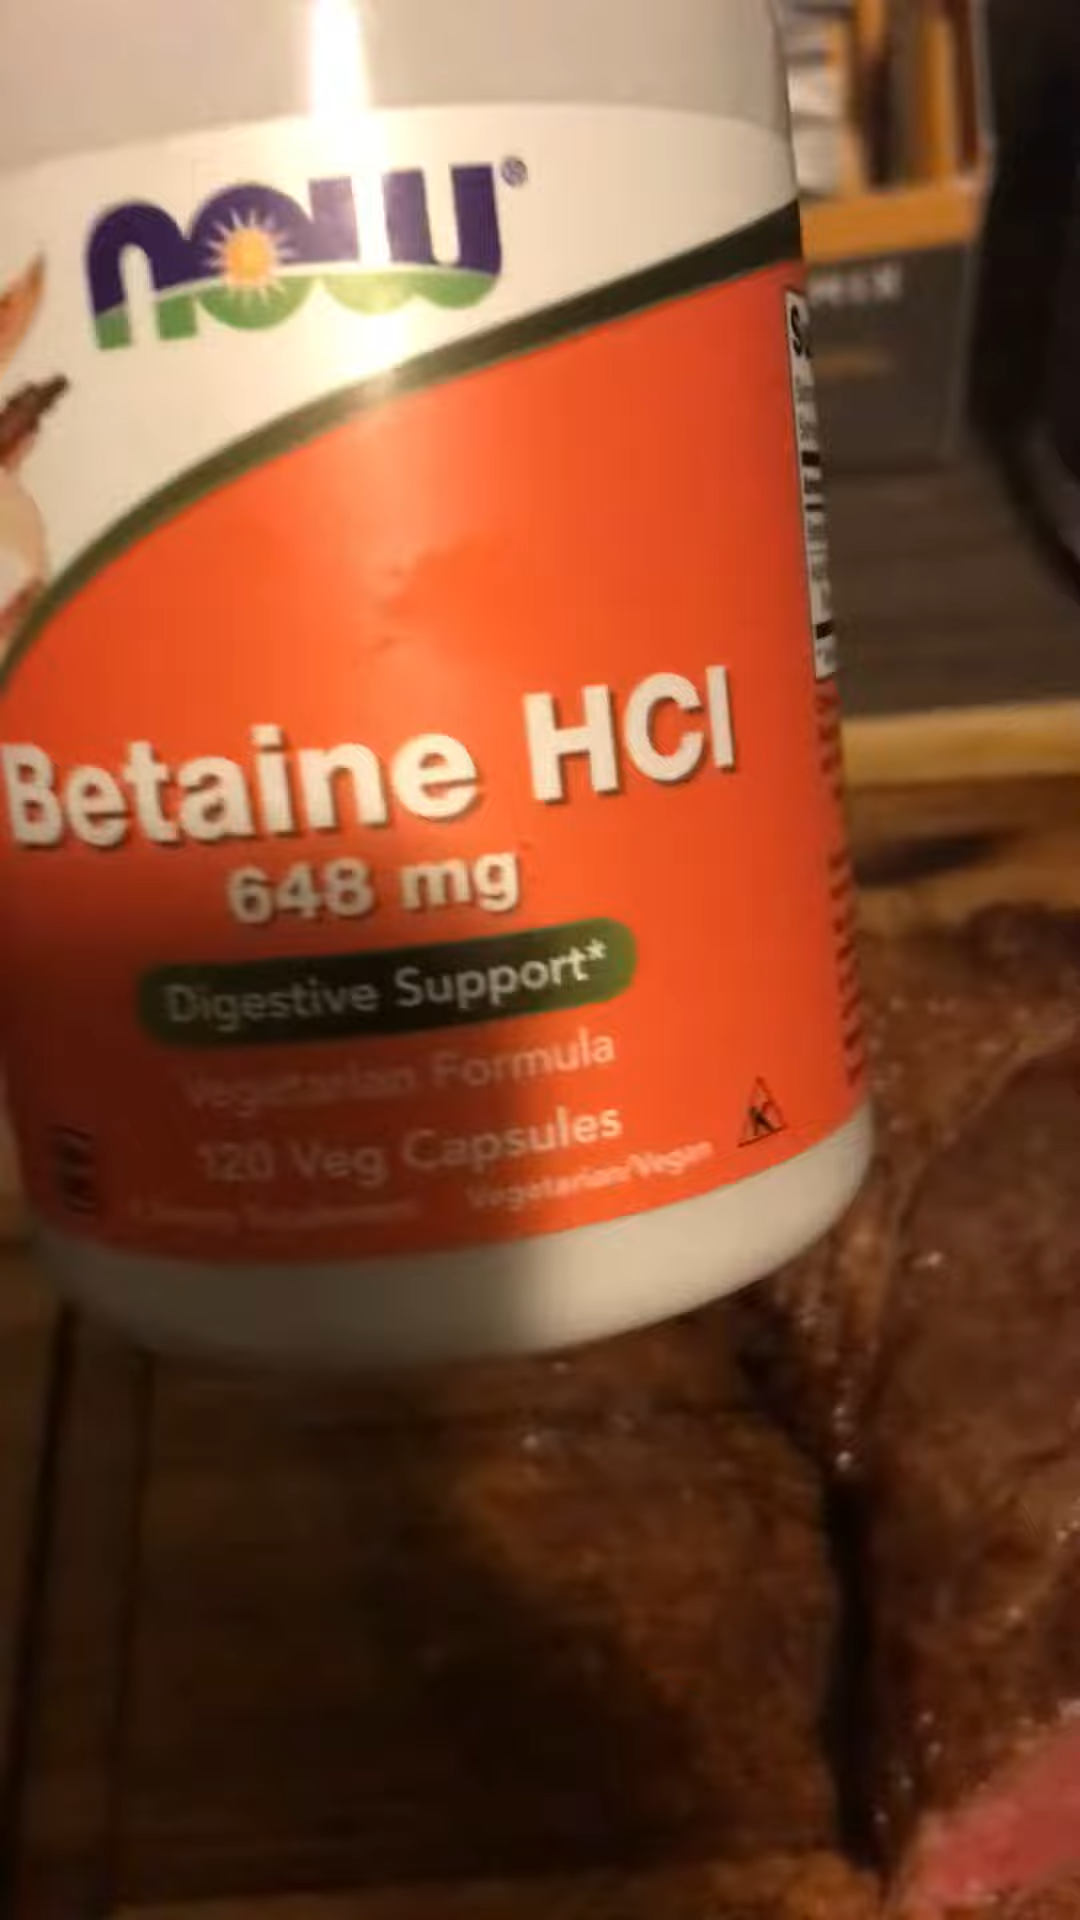 now®
Betaine HCl
648 mg
Digestive Support*
Vegetarian Formula
120 Veg Capsules
Vegetarian/Vegan
K